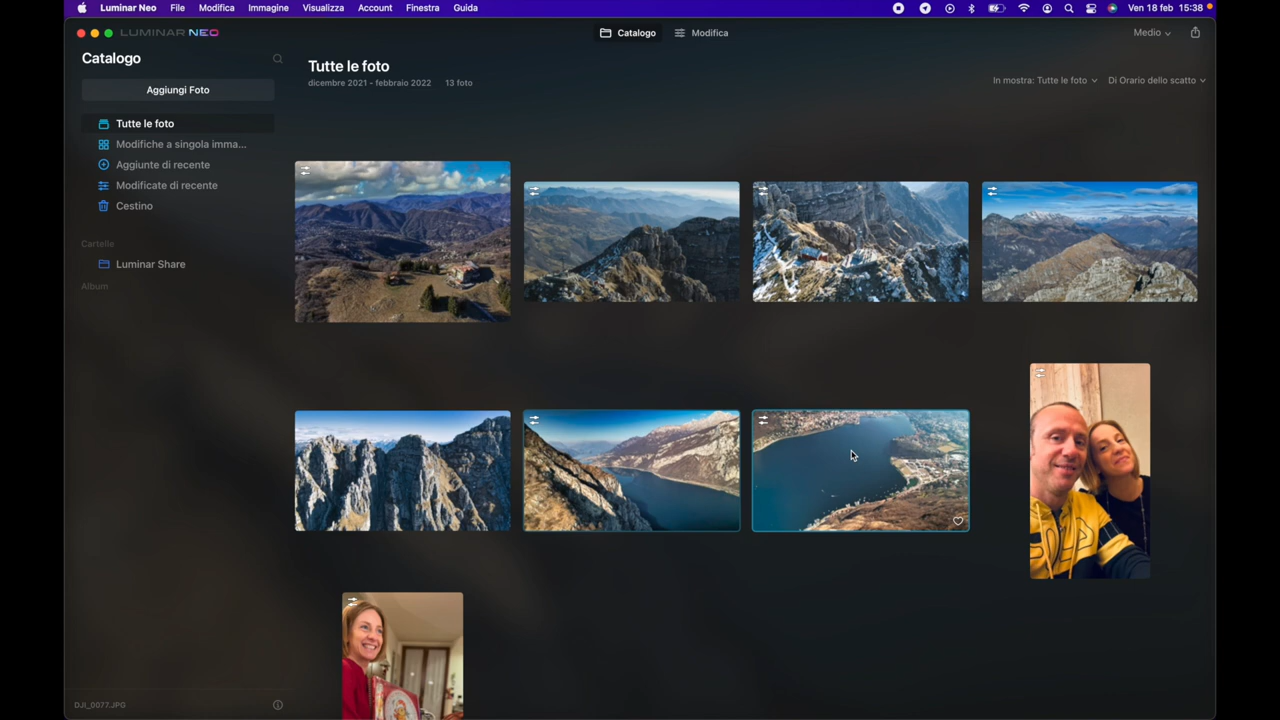 Luminar Neo File Modifica Immagine Visualizza Account Finestra Guida Ven 18 feb 15:38
LUMINAR NEO Catalogo Modifica Medio
Catalogo
Aggiungi Foto
Tutte le foto
Modifiche a singola imma...
Aggiunte di recente
Modificate di recente
Cestino
Cartelle
Luminar Share
Album
Tutte le foto
dicembre 2021 - febbraio 2022 13 foto
In mostra: Tutte le foto Di Orario dello scatto
DJI_0077.JPG